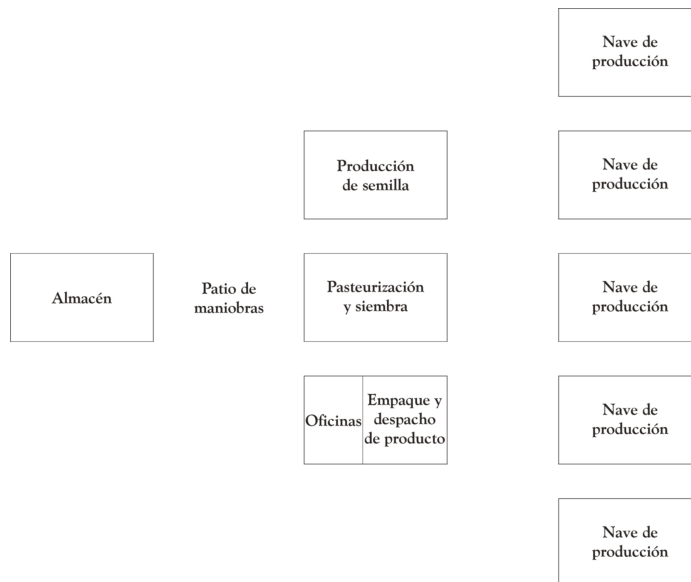 Nave de
producción
Producción
de semilla
Nave de
producción
Almacén
Patio de
maniobras
Pasteurización
y siembra
Nave de
producción
Oficinas
Empaque y
despacho
de producto
Nave de
producción
Nave de
producción